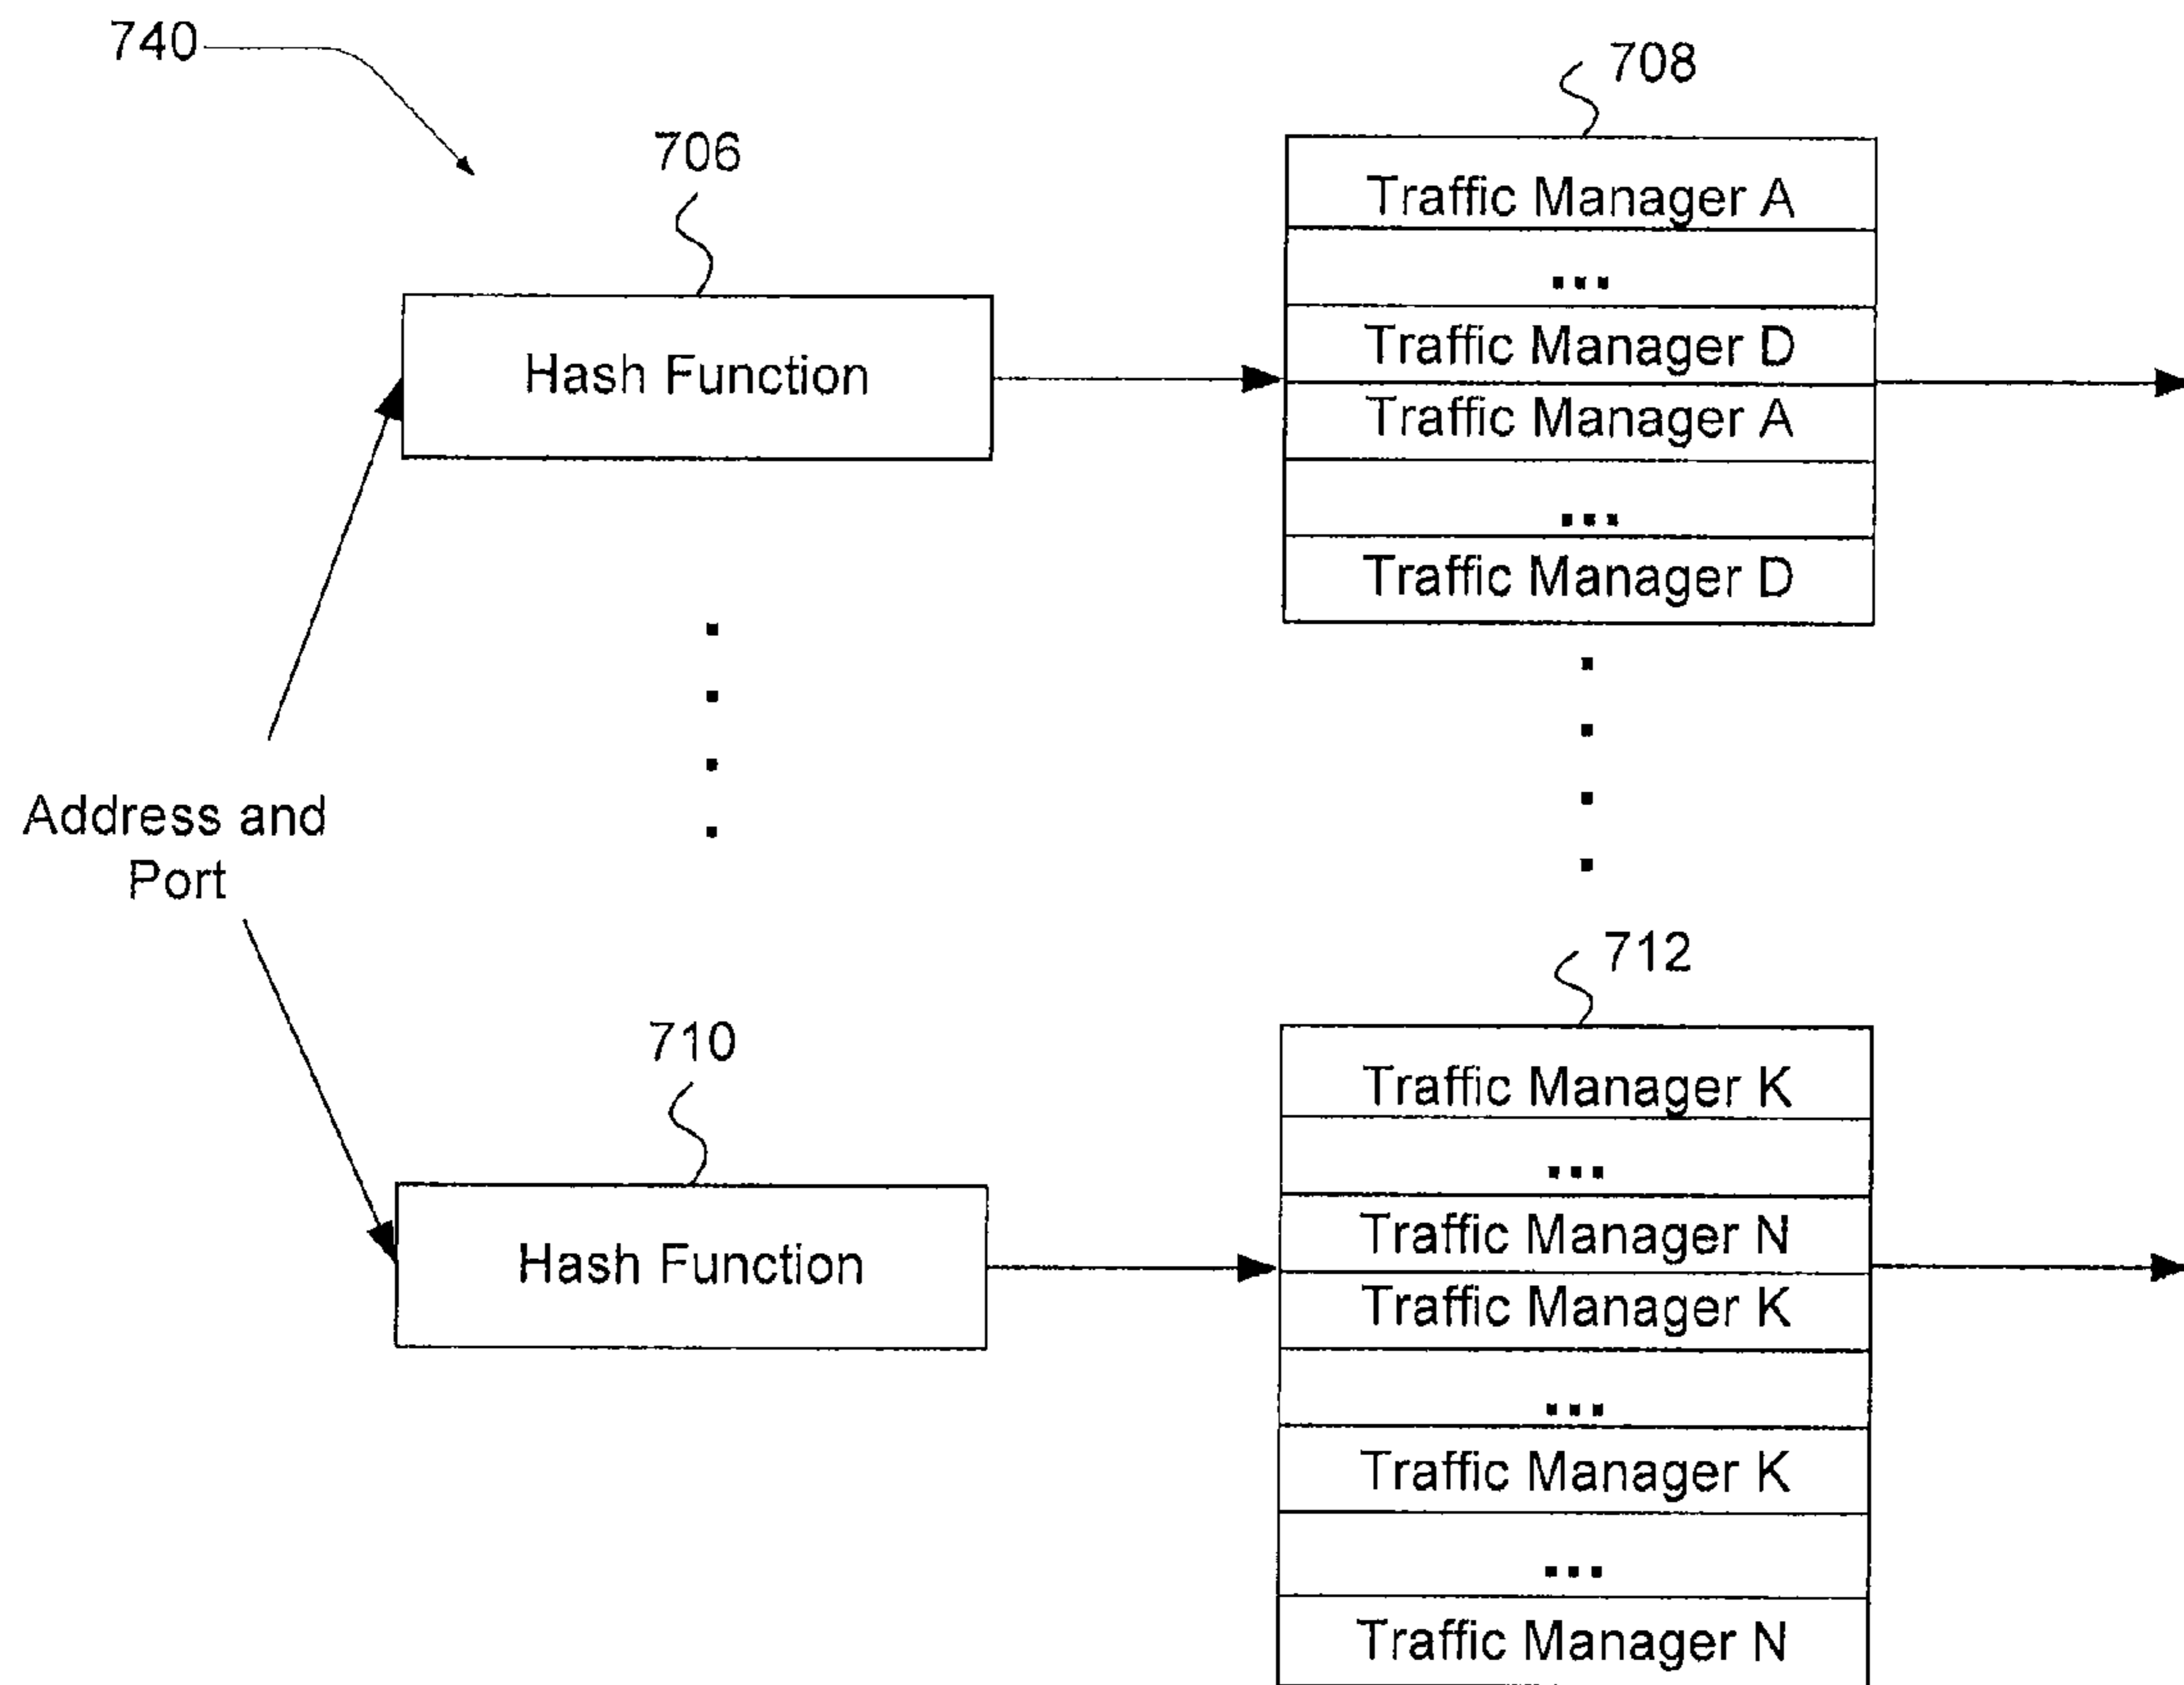 740
708
706
Traffic Manager A
...
Hash Function
Traffic Manager D
Traffic Manager A
...
Traffic Manager D
Address and
Port
712
710
Traffic Manager K
...
Hash Function
Traffic Manager N
Traffic Manager K
...
Traffic Manager K
...
Traffic Manager N